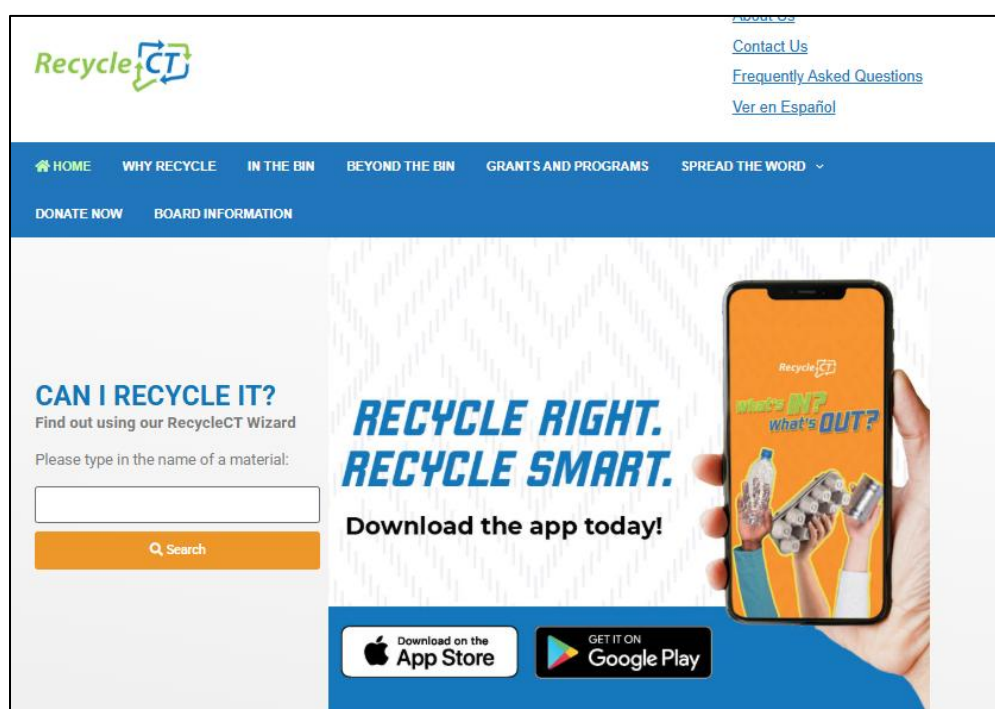 About Us
Contact Us
Frequently Asked Questions
Ver en Español
RecycleCT
HOME WHY RECYCLE IN THE BIN BEYOND THE BIN GRANTS AND PROGRAMS SPREAD THE WORD
DONATE NOW BOARD INFORMATION
CAN I RECYCLE IT?
Find out using our RecycleCT Wizard
Please type in the name of a material:
Search
RECYCLE RIGHT.
RECYCLE SMART.
Download the app today!
Download on the
App Store
GET IT ON
Google Play
RecycleCT
What's IN?
what's OUT?